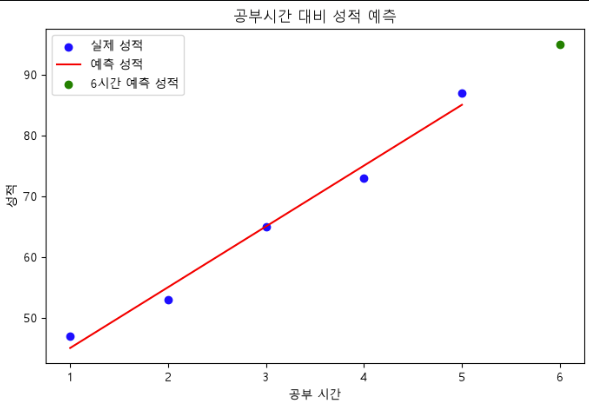 공부시간 대비 성적 예측
실제 성적
예측 성적
6시간 예측 성적
90
80
70
60
50
성적
1 2 3 4 5 6
공부 시간